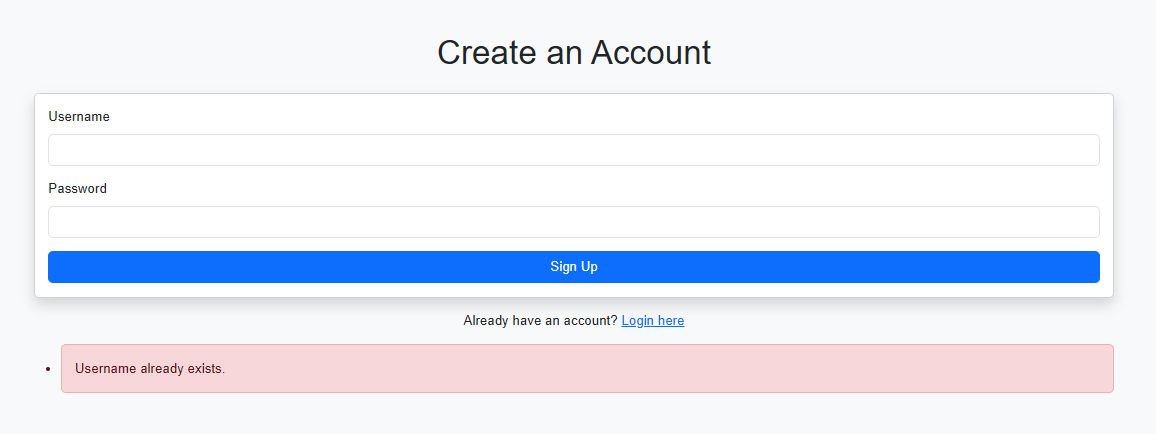 Create an Account
Username
Password
Sign Up
Already have an account? Login here
Username already exists.